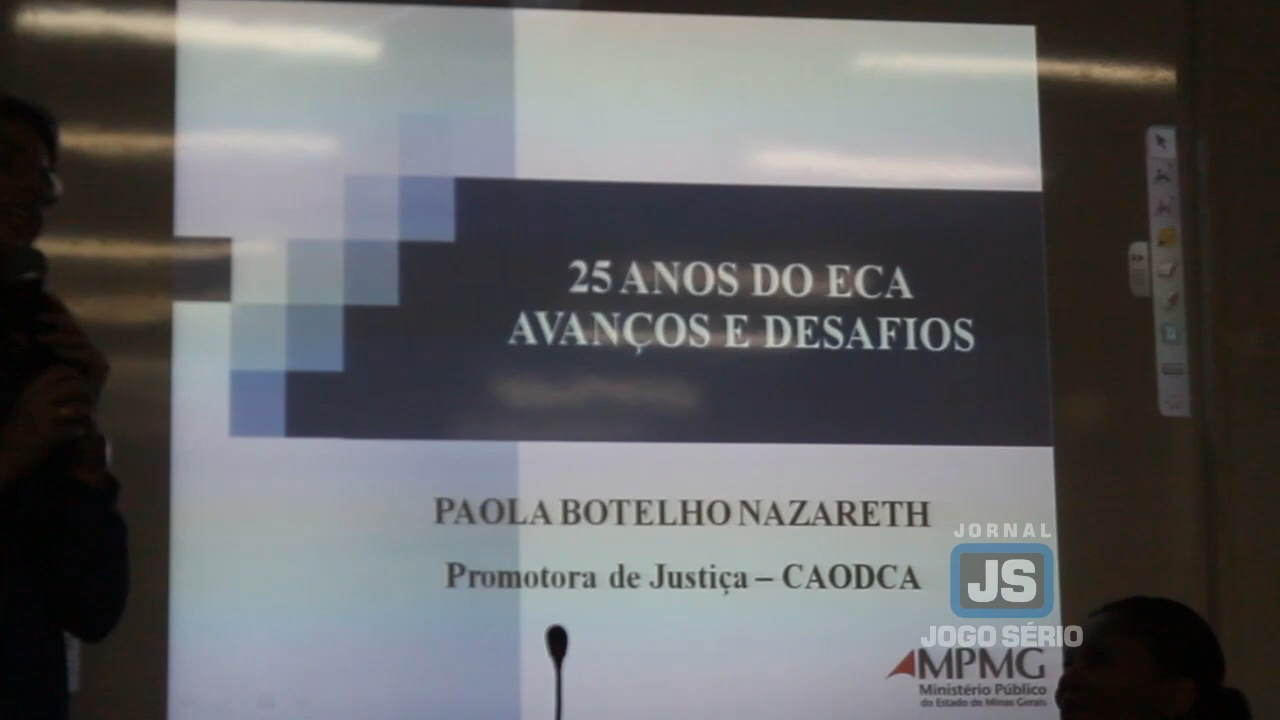 25 ANOS DO ECA
AVANÇOS E DESAFIOS
PAOLA BOTELHO NAZARETH
Promotora de Justiça – CAODCA
JORNAL
JS
JOGO SÉRIO
MPMG
Ministério Público
do Estado de Minas Gerais